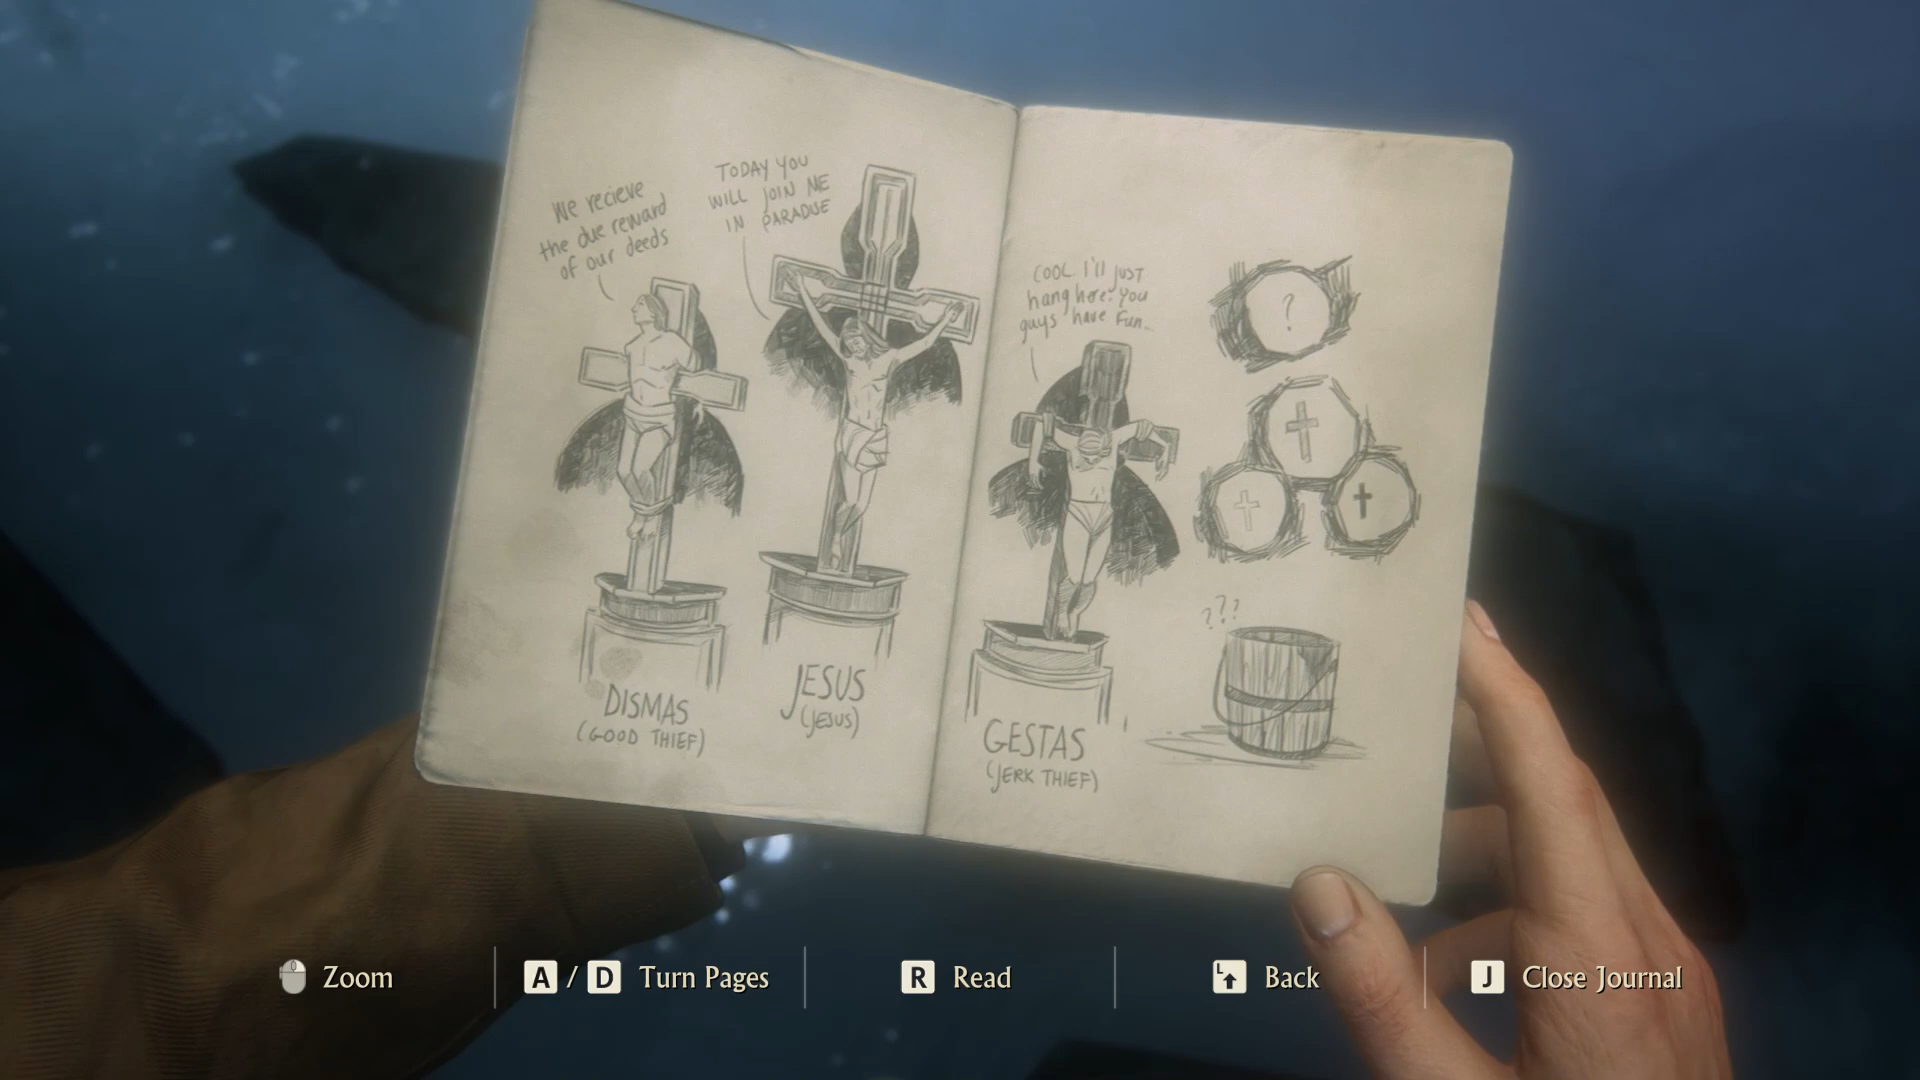 We recieve
the due reward
of our deeds
TODAY YOU
WILL JOIN ME
IN PARADISE
DISMAS
(GOOD THIEF)
JESUS
(JESUS)
COOL. I'll JUST
hang here. You
guys have fun...
GESTAS
(JERK THIEF)
?
???
Zoom
A / D Turn Pages
R Read
L Back
J Close Journal